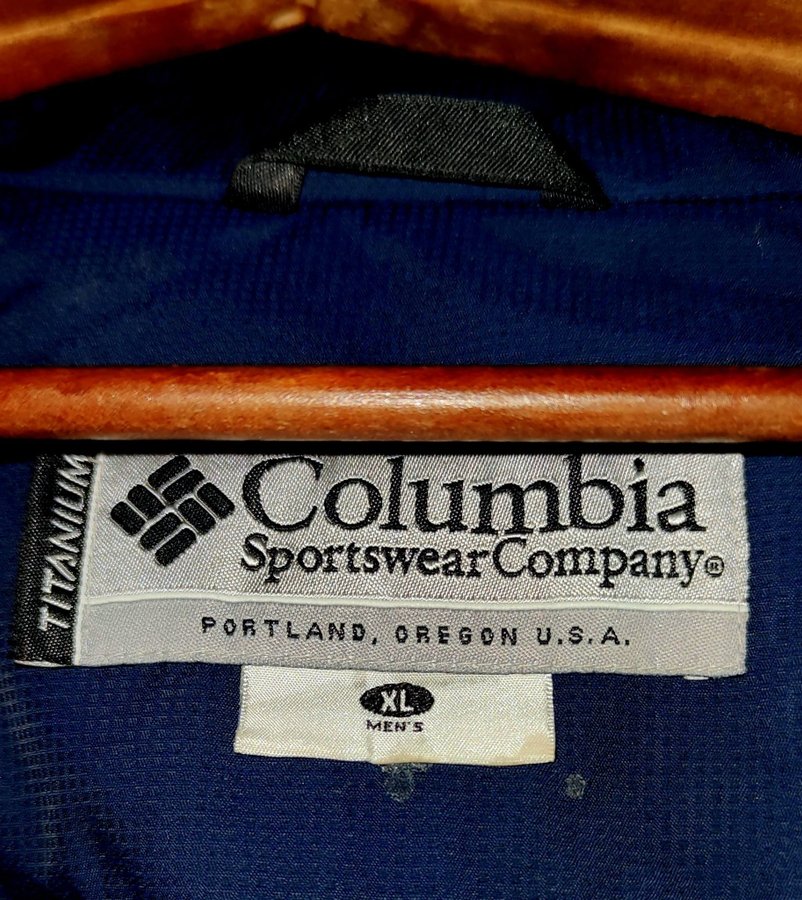 TITANIUM
Columbia
Sportswear Company®
PORTLAND, OREGON U.S.A.
XL
MEN'S